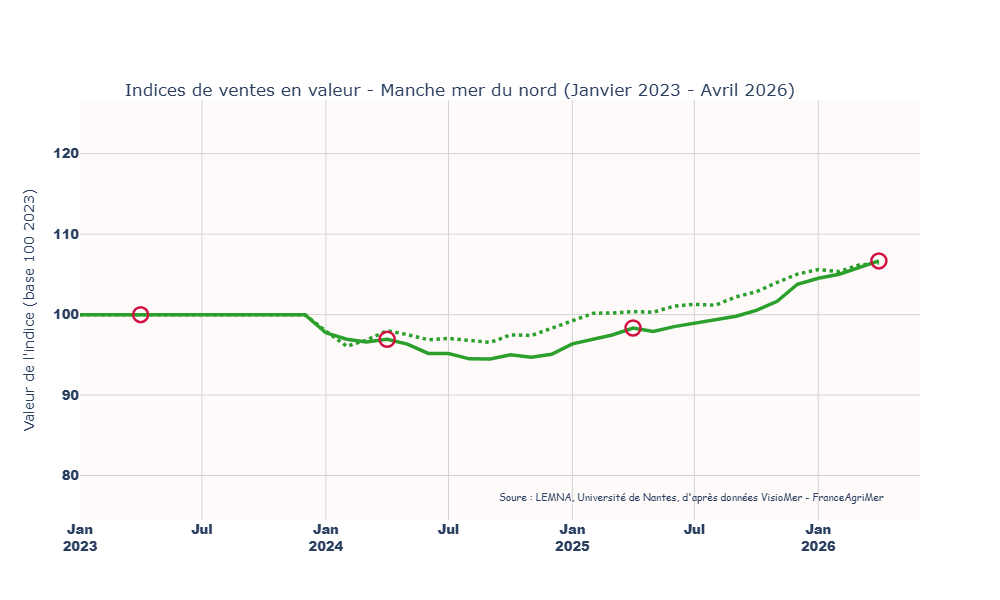 Indices de ventes en valeur - Manche mer du nord (Janvier 2023 - Avril 2026)
Valeur de l'indice (base 100 2023)
120
110
100
90
80
Soure : LEMNA, Université de Nantes, d'après données VisioMer - FranceAgriMer
Jan Jul Jan Jul Jan Jul Jan
2023 2024 2025 2026